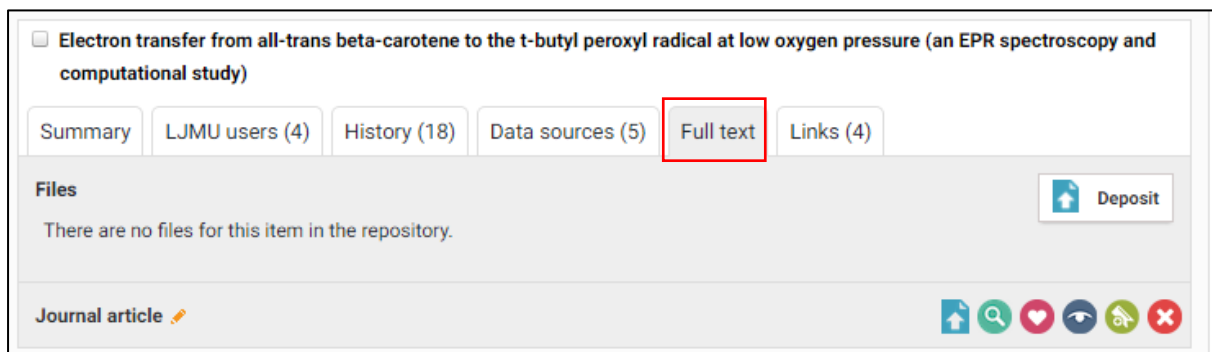 Electron transfer from all-trans beta-carotene to the t-butyl peroxyl radical at low oxygen pressure (an EPR spectroscopy and
computational study)
Summary LJMU users (4) History (18) Data sources (5) Full text Links (4)
Files
Deposit
There are no files for this item in the repository.
Journal article